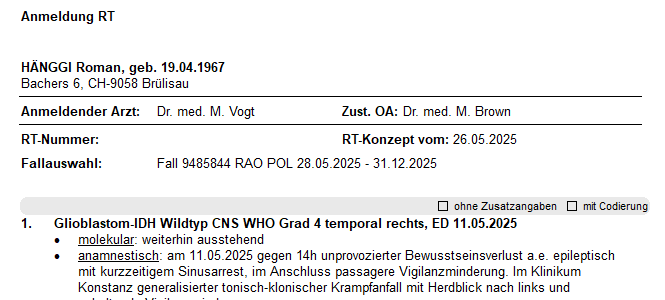 Anmeldung RT
HÄNGGI Roman, geb. 19.04.1967
Bachers 6, CH-9058 Brülisau
Anmeldender Arzt: Dr. med. M. Vogt Zust. OA: Dr. med. M. Brown
RT-Nummer: RT-Konzept vom: 26.05.2025
Fallauswahl: Fall 9485844 RAO POL 28.05.2025 - 31.12.2025
ohne Zusatzangaben mit Codierung
1. Glioblastom-IDH Wildtyp CNS WHO Grad 4 temporal rechts, ED 11.05.2025
• molekular: weiterhin ausstehend
• anamnestisch: am 11.05.2025 gegen 14h unprovozierter Bewusstseinsverlust a.e. epileptisch
mit kurzzeitigem Sinusarrest, im Anschluss passagere Vigilanzminderung. Im Klinikum
Konstanz generalisierter tonisch-klonischer Krampfanfall mit Herdblick nach links und